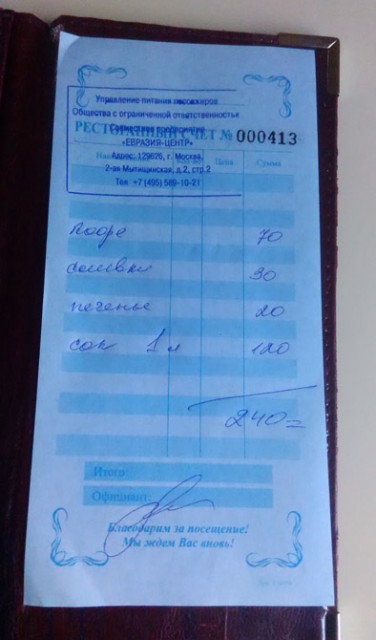 Управление питания пассажиров
Общества с ограниченной ответственностью
РЕСТОРАННЫЙ СЧЕТ № 000413
Совместное предприятие
«ЕВРАЗИЯ-ЦЕНТР»
Адрес: 129626, г. Москва,
2-ая Мытищинская, д.2, стр.2
Тел. +7 (495) 589-10-21
Цена Сумма
кофе 70
сливки 30
печенье 20
сок 1 л 120
240=
Итого:
Официант:
Благодарим за посещение!
Мы ждем Вас вновь!